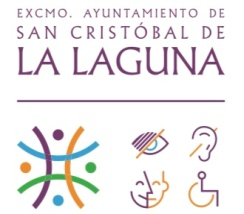 EXCMO. AYUNTAMIENTO DE
SAN CRISTÓBAL DE
LA LAGUNA